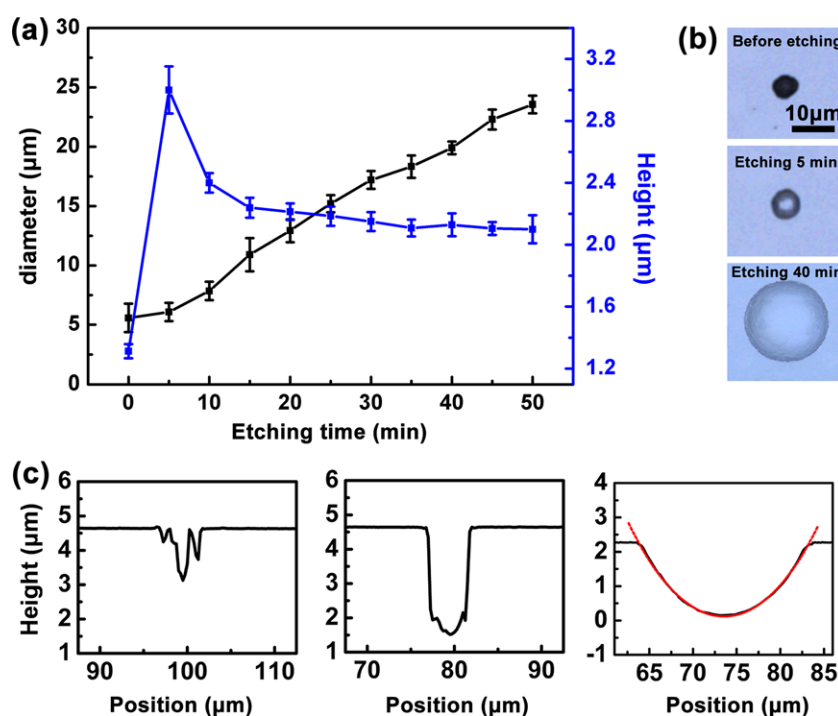 (a)
30
25
20
15
10
5
0
diameter (μm)
3.2
2.8
2.4
2.0
1.6
1.2
Height (μm)
0 10 20 30 40 50
Etching time (min)
(b)
Before etching
10μm
Etching 5 min
Etching 40 min
(c)
6
5
4
3
2
1
Height (μm)
90 100 110
Position (μm)
6
5
4
3
2
1
70 80 90
Position (μm)
4
3
2
1
0
-1
65 70 75 80 85
Position (μm)